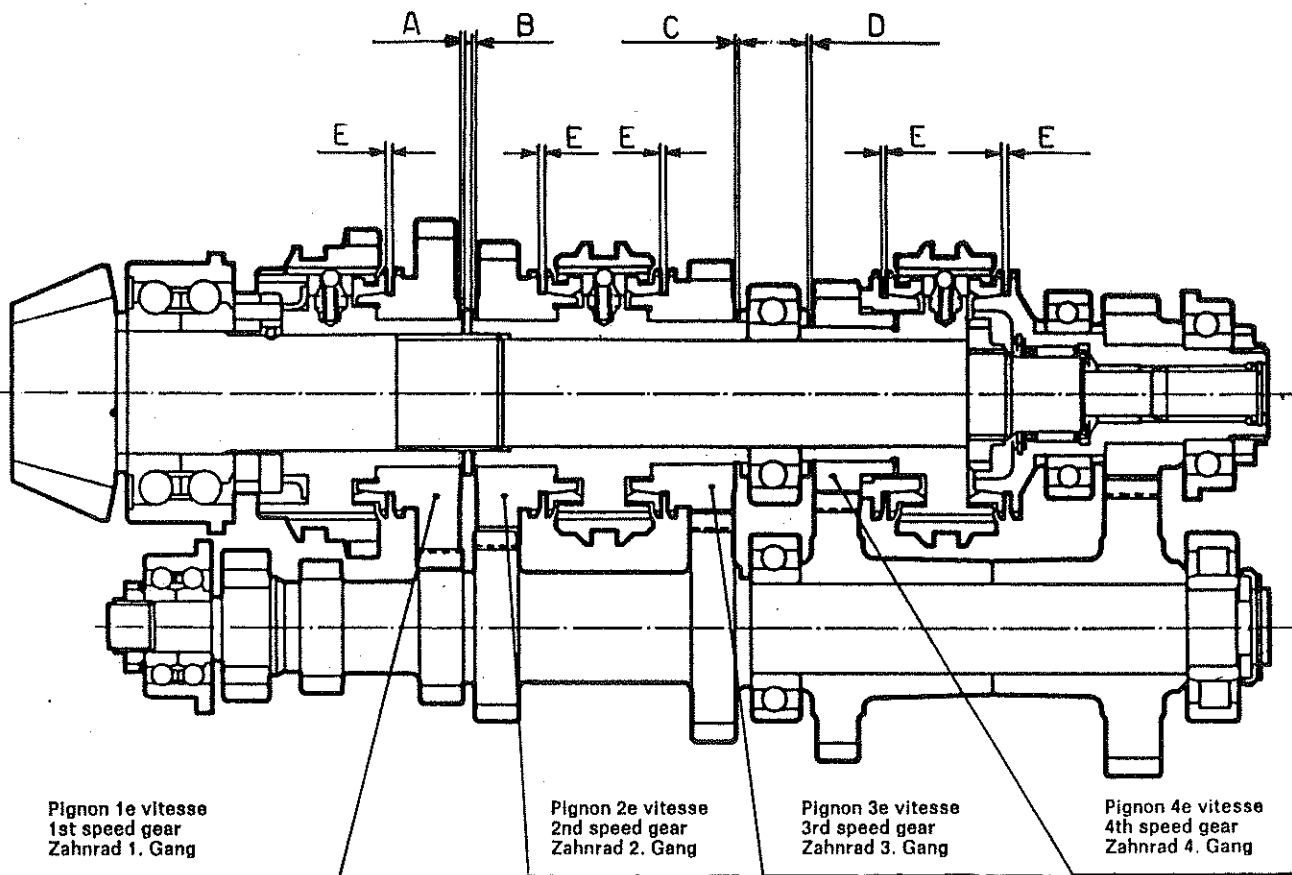 A B C D
E E E E E
Pignon 1e vitesse
1st speed gear
Zahnrad 1. Gang
Pignon 2e vitesse
2nd speed gear
Zahnrad 2. Gang
Pignon 3e vitesse
3rd speed gear
Zahnrad 3. Gang
Pignon 4e vitesse
4th speed gear
Zahnrad 4. Gang